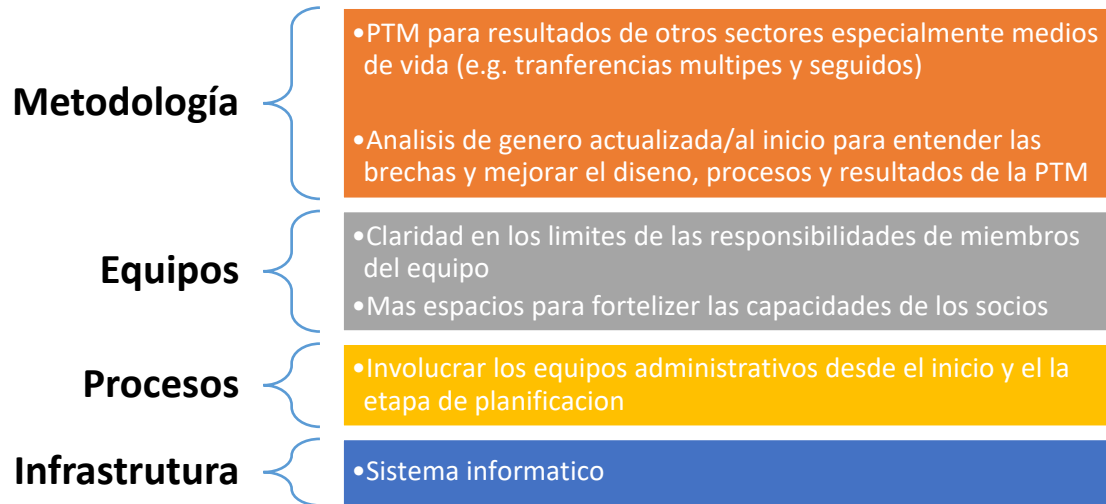 Metodología
•PTM para resultados de otros sectores especialmente medios
de vida (e.g. tranferencias multipes y seguidos)
•Analisis de genero actualizada/al inicio para entender las
brechas y mejorar el diseno, procesos y resultados de la PTM
Equipos
•Claridad en los limites de las responsibilidades de miembros
del equipo
•Mas espacios para fortelizer las capacidades de los socios
Procesos
•Involucrar los equipos administrativos desde el inicio y el la
etapa de planificacion
Infrastrutura
•Sistema informatico